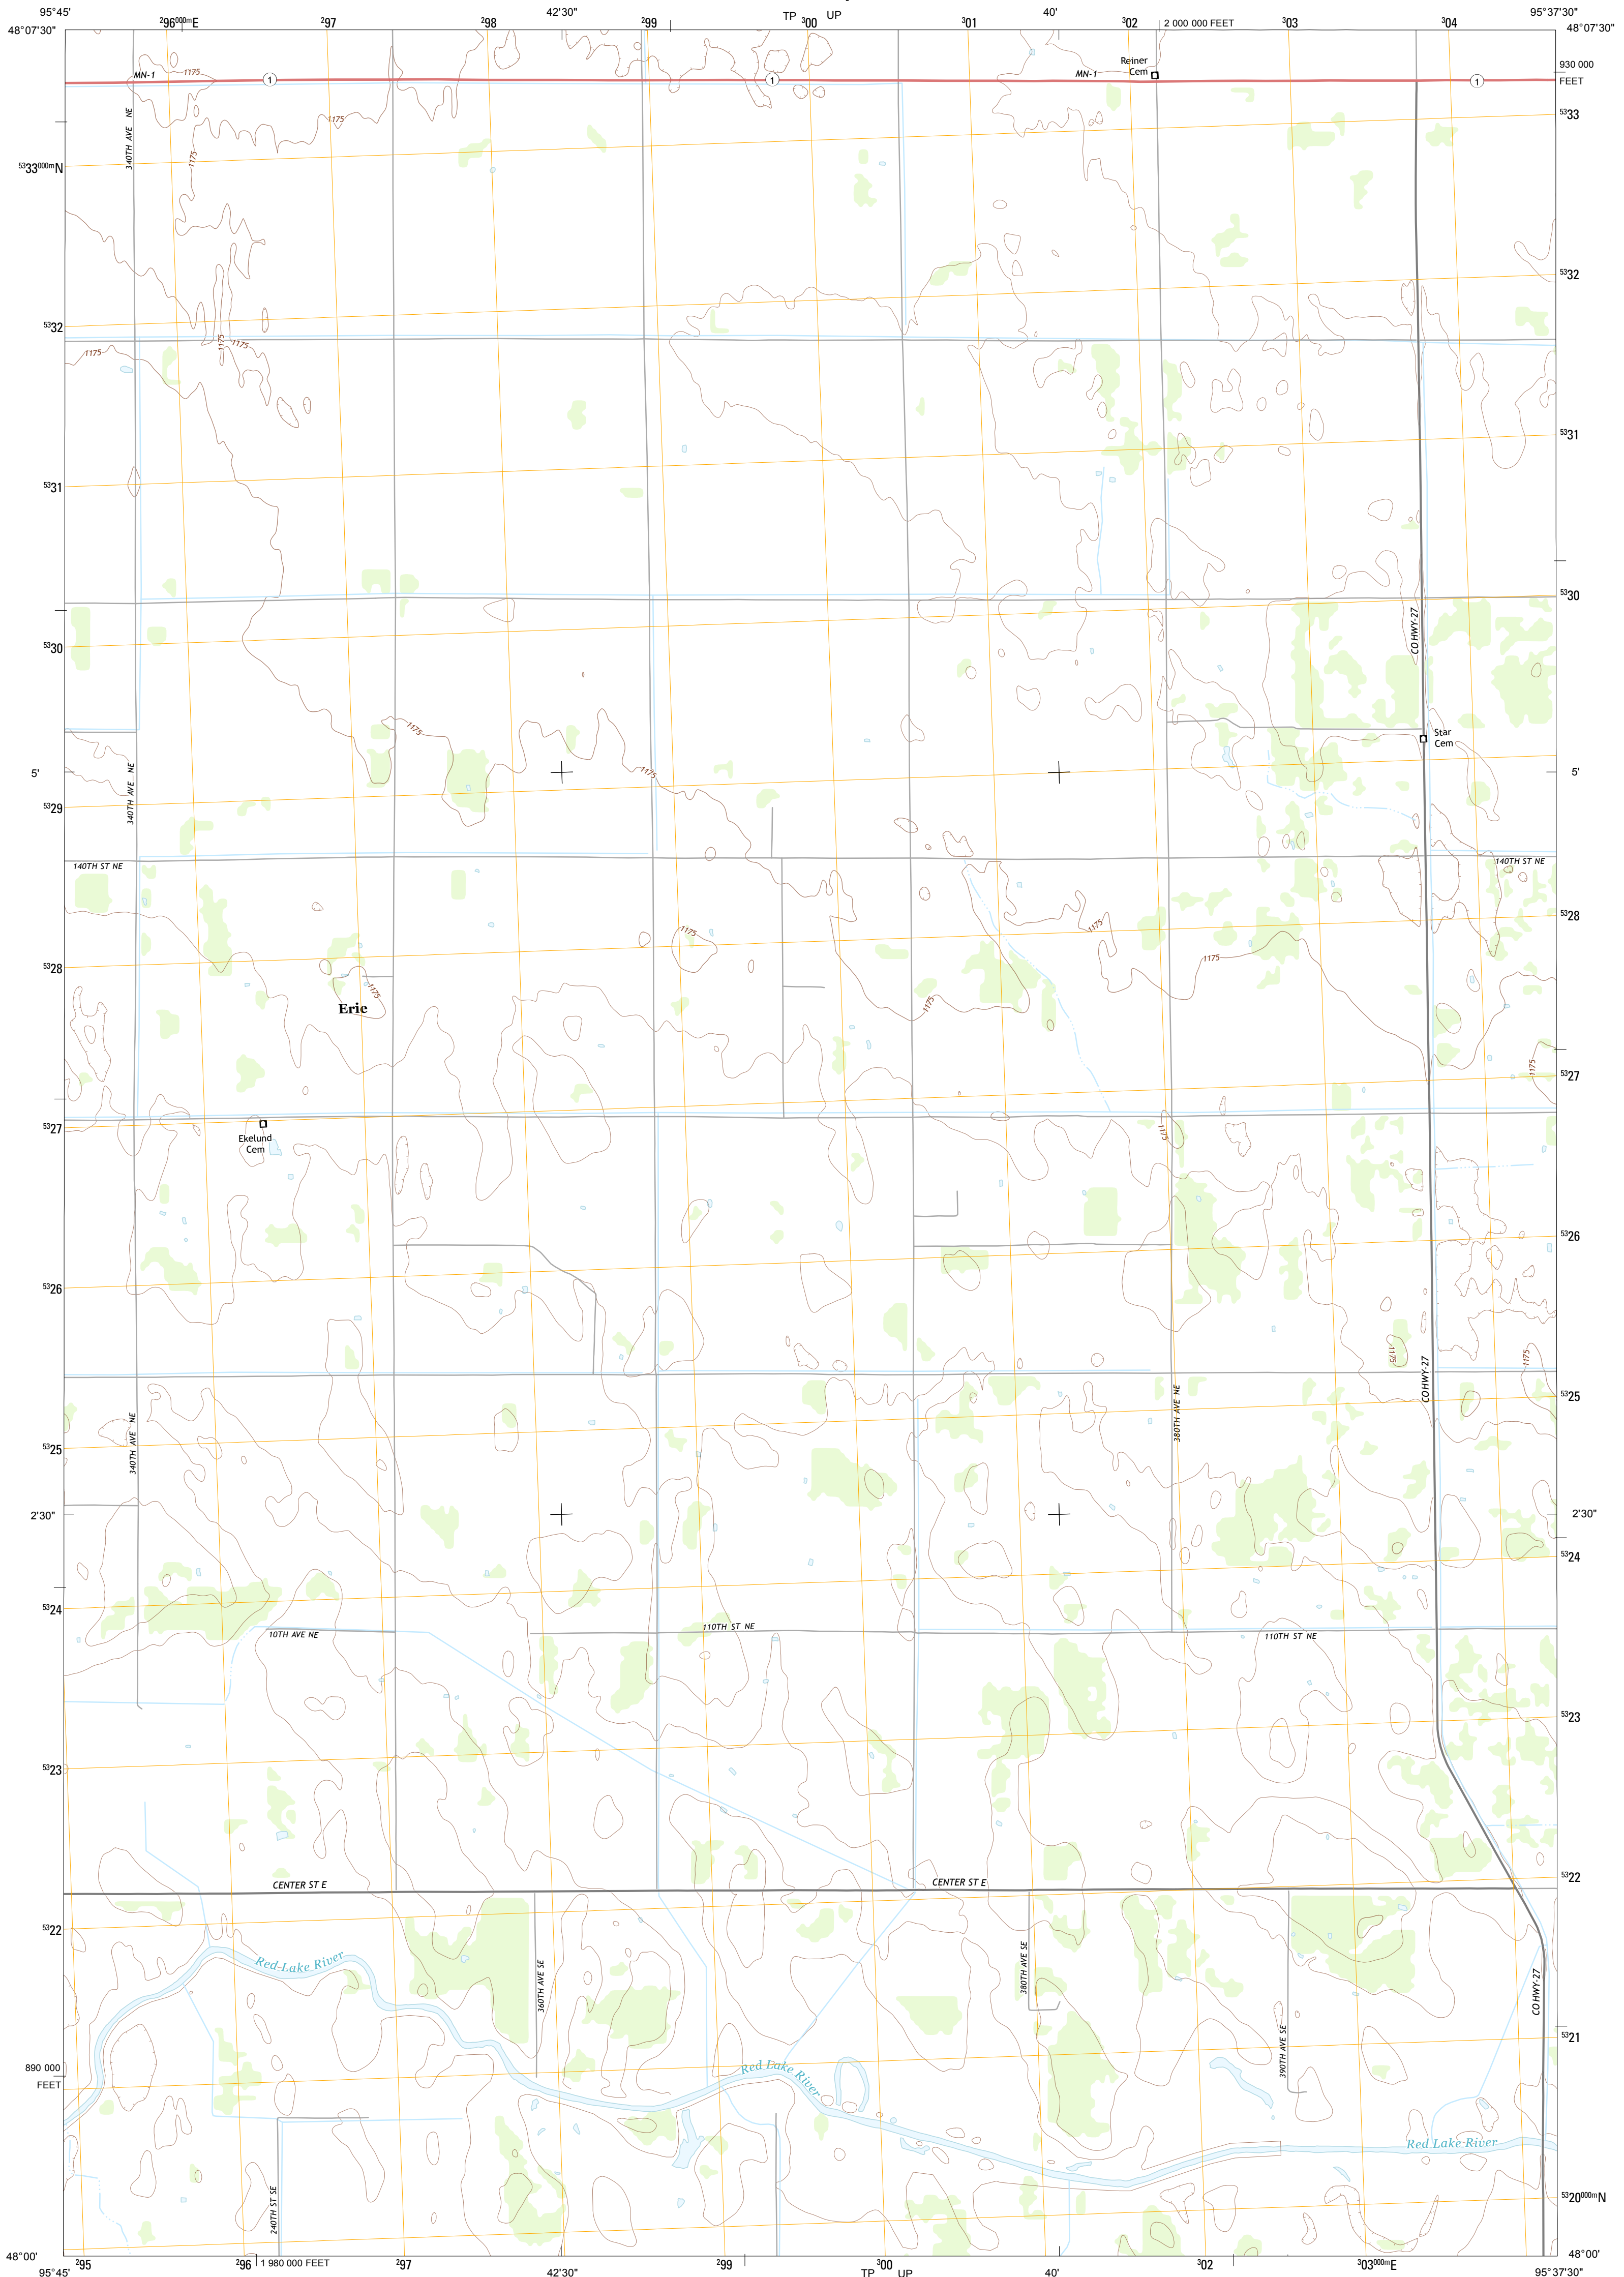 95°45' ²96⁰⁰⁰ᵐE ²97 ²98 42'30" ²99 TP UP ³00 ³01 40' ³02 2 000 000 FEET ³03 ³04 95°37'30"
48°07'30" 48°07'30"
Reiner
Cem
930 000
FEET
MN-1 1175 1 1 MN-1 1
⁵³33
1175
340TH AVE NE
1175
⁵³33⁰⁰⁰ᵐN
⁵³32
⁵³32
1175
1175
1175
⁵³31
⁵³31
⁵³30
CO HWY-27
⁵³30
1175
Star
Cem
5' 1175 5'
340TH AVE NE
⁵³29
140TH ST NE 140TH ST NE
⁵³28
1175
1175
1175
⁵³28
1175
Erie
1175
⁵³27
1175
⁵³27
1175
Ekelund
Cem
⁵³26
⁵³26
1175
1175
CO HWY-27
⁵³25
380TH AVE NE
340TH AVE NE
⁵³25
2'30" 2'30"
⁵³24
⁵³24
110TH ST NE
10TH AVE NE 110TH ST NE
⁵³23
⁵³23
⁵³22
CENTER ST E CENTER ST E
⁵³22
Red Lake River
380TH AVE SE
360TH AVE SE
CO HWY-27
⁵³21
390TH AVE SE
890 000
FEET
Red Lake River
Red Lake River
240TH ST SE
⁵³20⁰⁰⁰ᵐN
48°00' 48°00'
²95 ²96 1 980 000 FEET ²97 ²99 ³00 ³02 ³03⁰⁰⁰ᵐE
95°45' 42'30" TP UP 40' 95°37'30"